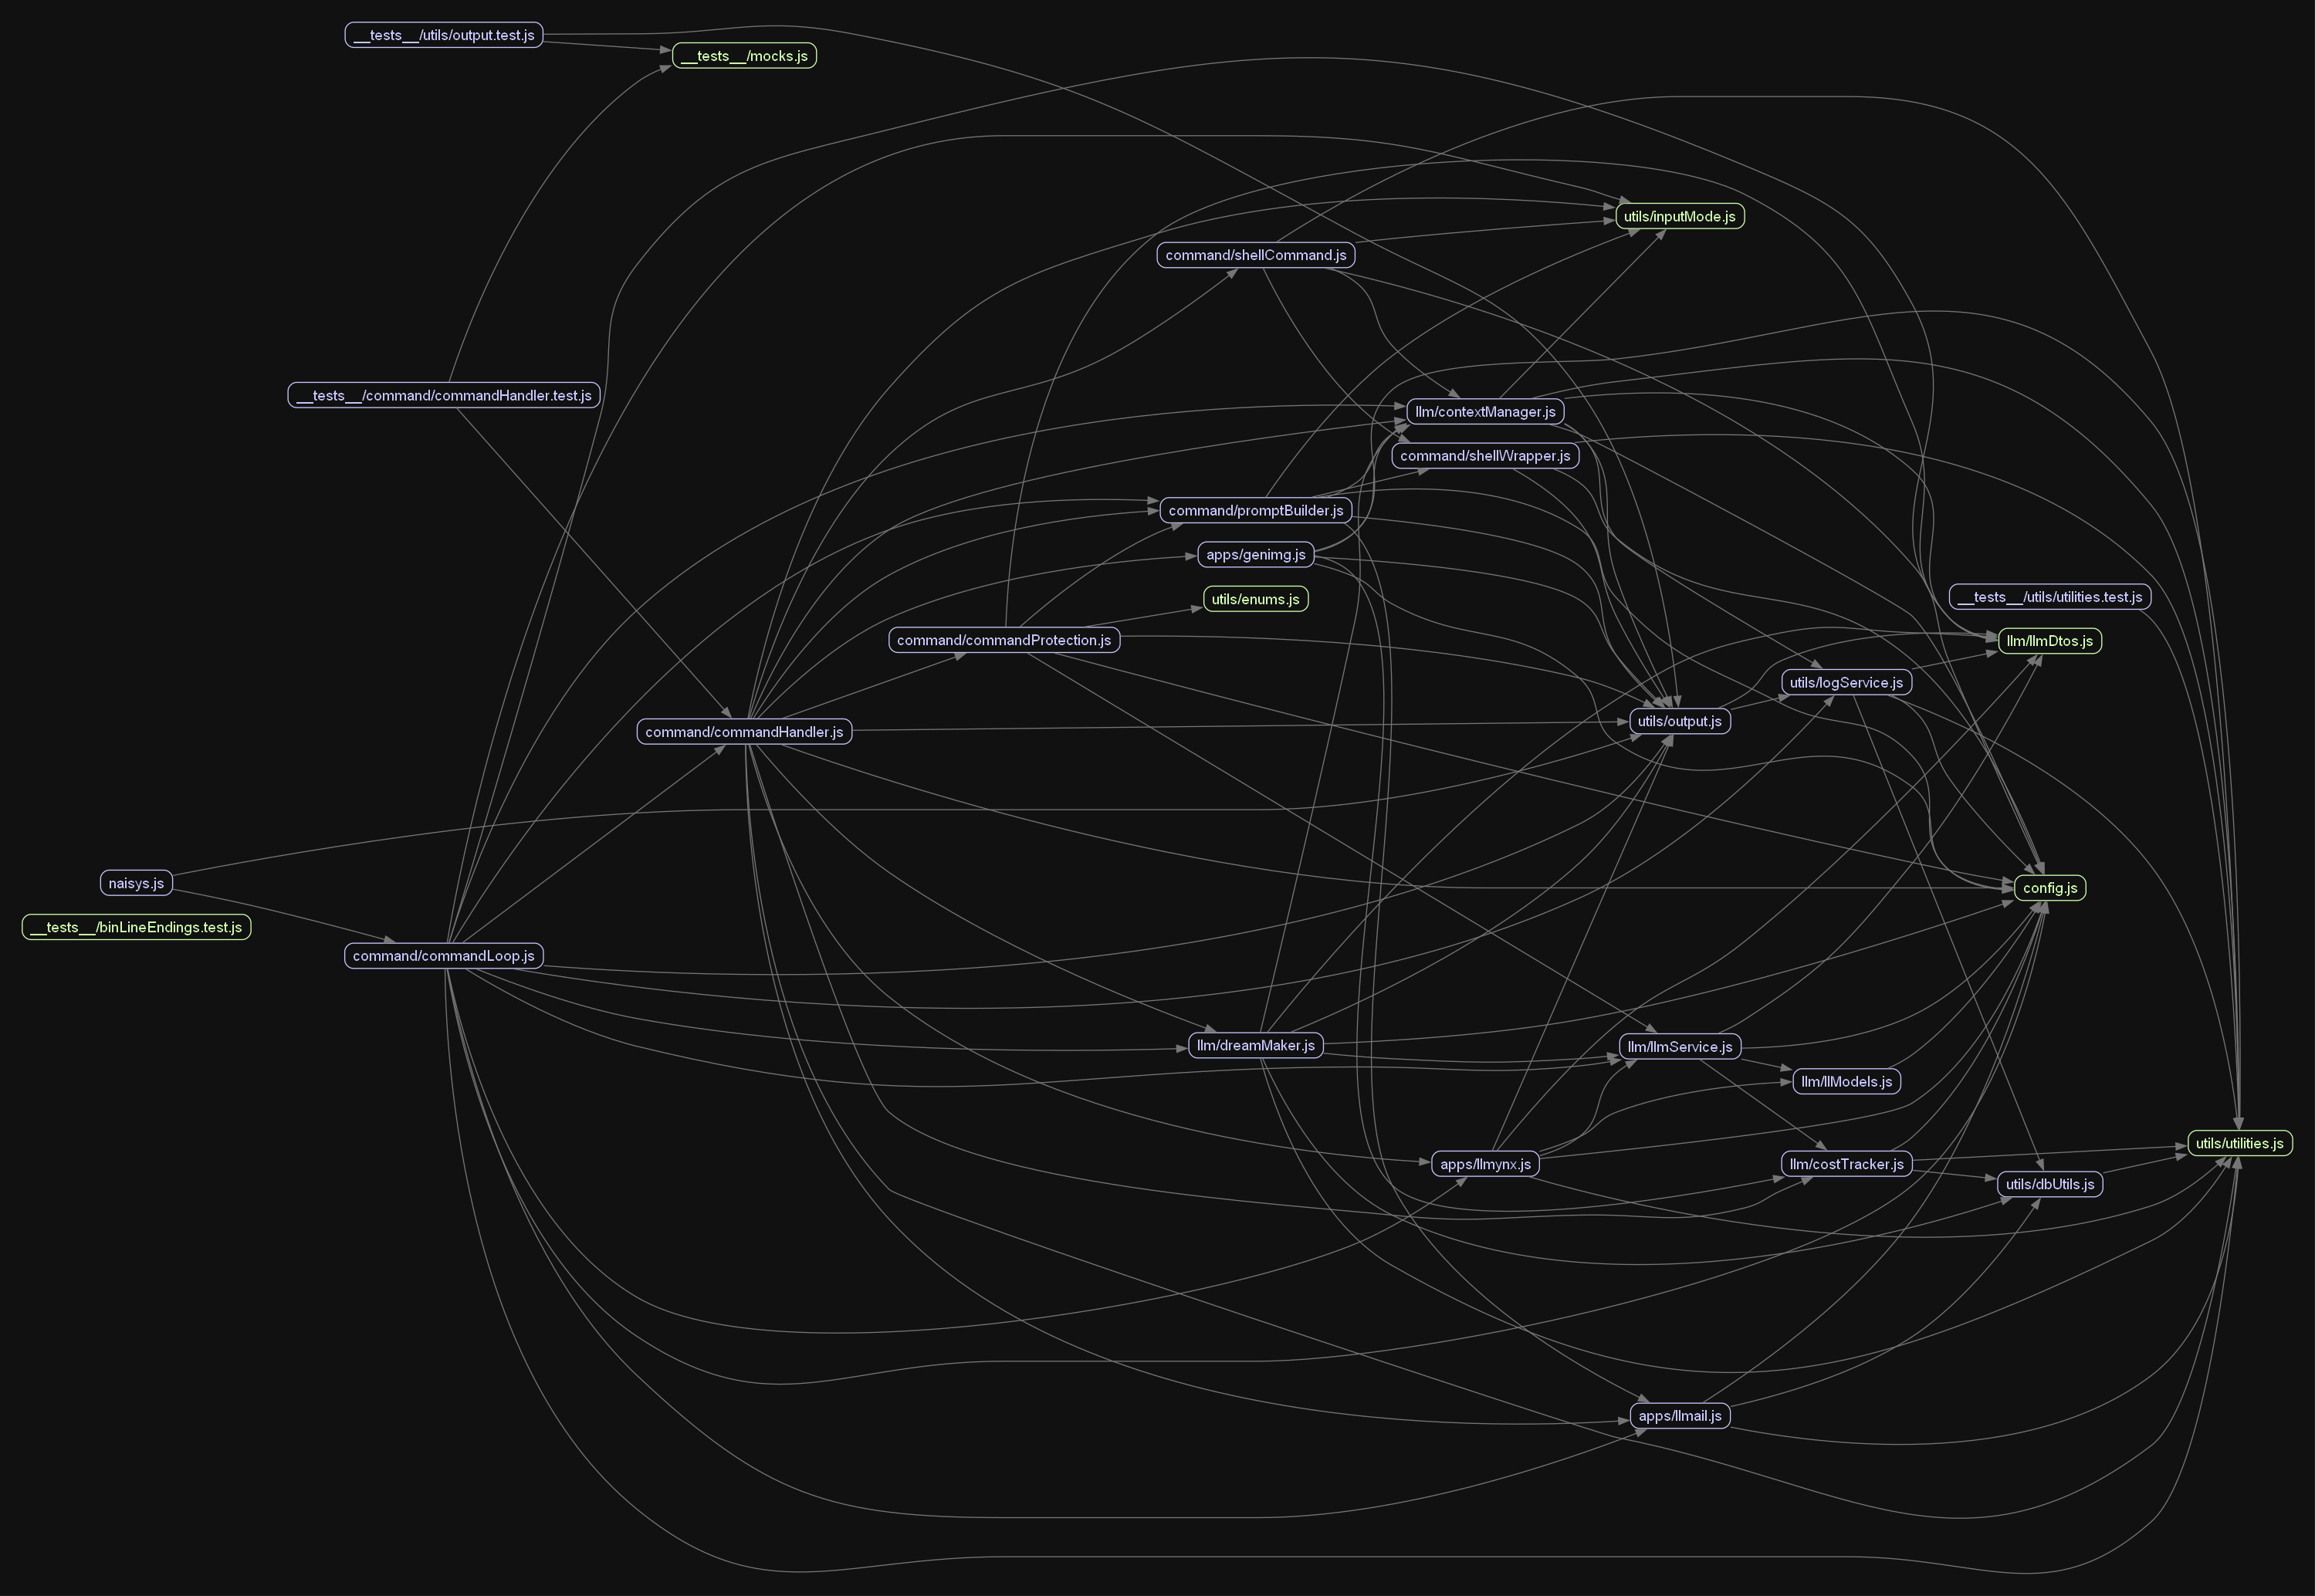 __tests__/utils/output.test.js
__tests__/mocks.js
utils/inputMode.js
command/shellCommand.js
__tests__/command/commandHandler.test.js
llm/contextManager.js
command/shellWrapper.js
command/promptBuilder.js
apps/genimg.js
utils/enums.js
__tests__/utils/utilities.test.js
command/commandProtection.js
llm/llmDtos.js
utils/logService.js
utils/output.js
command/commandHandler.js
naisys.js
config.js
__tests__/binLineEndings.test.js
command/commandLoop.js
llm/dreamMaker.js
llm/llmService.js
llm/llModels.js
utils/utilities.js
apps/llmynx.js
llm/costTracker.js
utils/dbUtils.js
apps/llmail.js